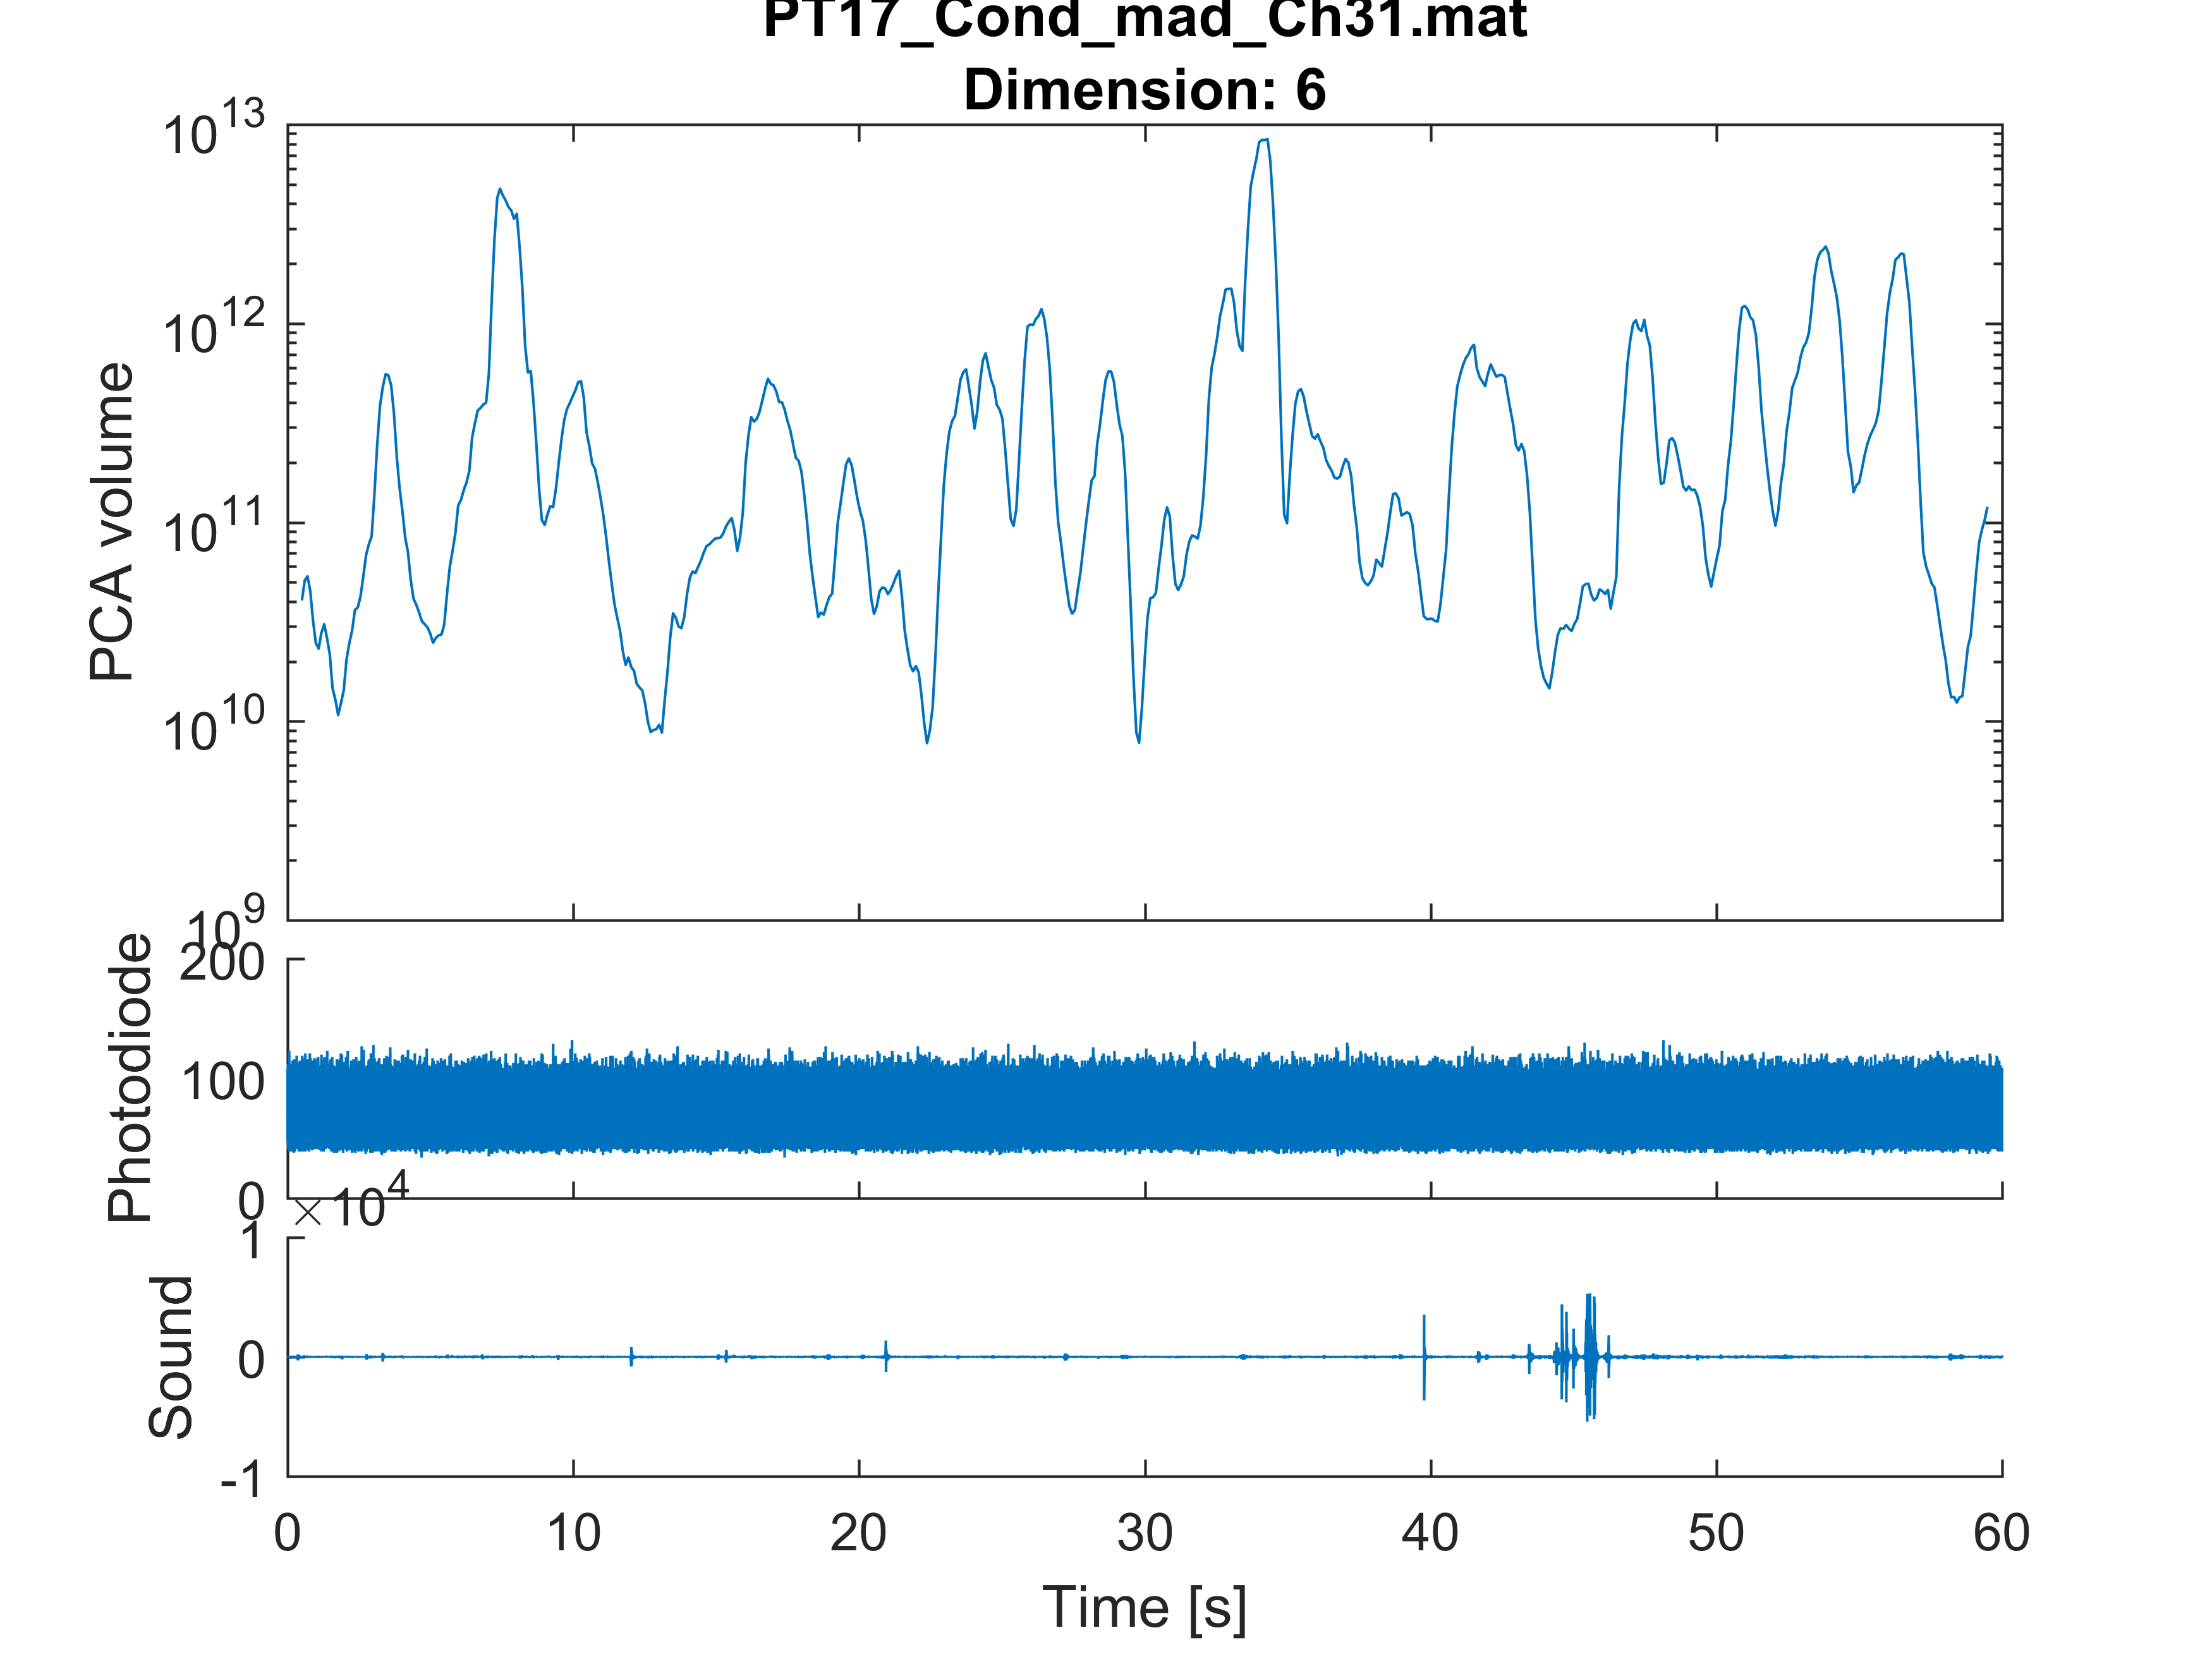 PT17_Cond_mad_Ch31.mat
Dimension: 6
10^13
10^12
10^11
10^10
10^9
PCA volume
200
100
0
Photodiode
×10^4
1
0
-1
Sound
0 10 20 30 40 50 60
Time [s]